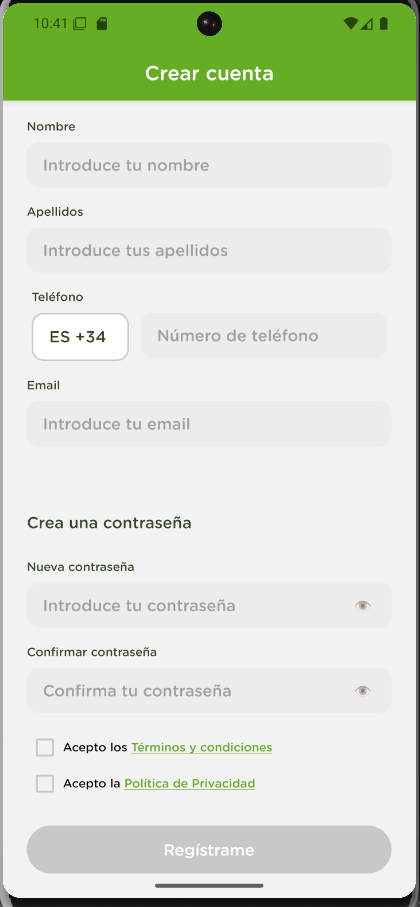 10:41
Crear cuenta
Nombre
Introduce tu nombre
Apellidos
Introduce tus apellidos
Teléfono
ES +34 Número de teléfono
Email
Introduce tu email
Crea una contraseña
Nueva contraseña
Introduce tu contraseña
Confirmar contraseña
Confirma tu contraseña
Acepto los Términos y condiciones
Acepto la Política de Privacidad
Regístrame